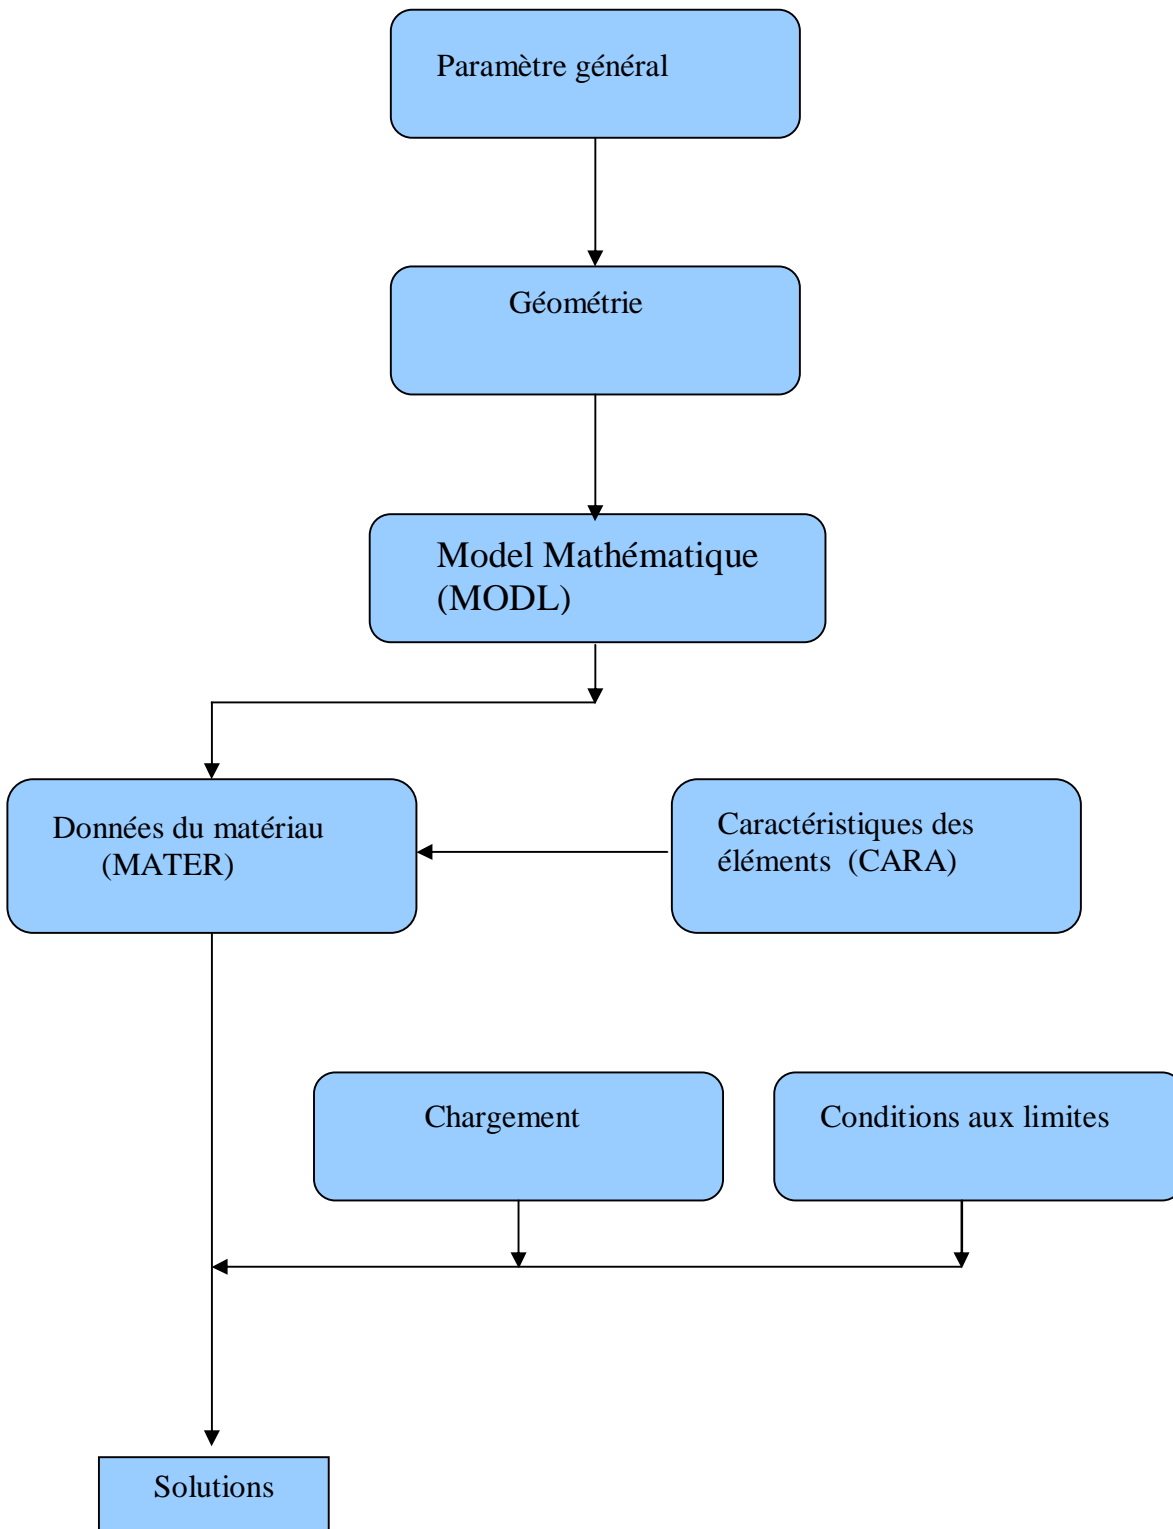 Paramètre général
Géométrie
Model Mathématique
(MODL)
Données du matériau
(MATER)
Caractéristiques des
éléments (CARA)
Chargement
Conditions aux limites
Solutions